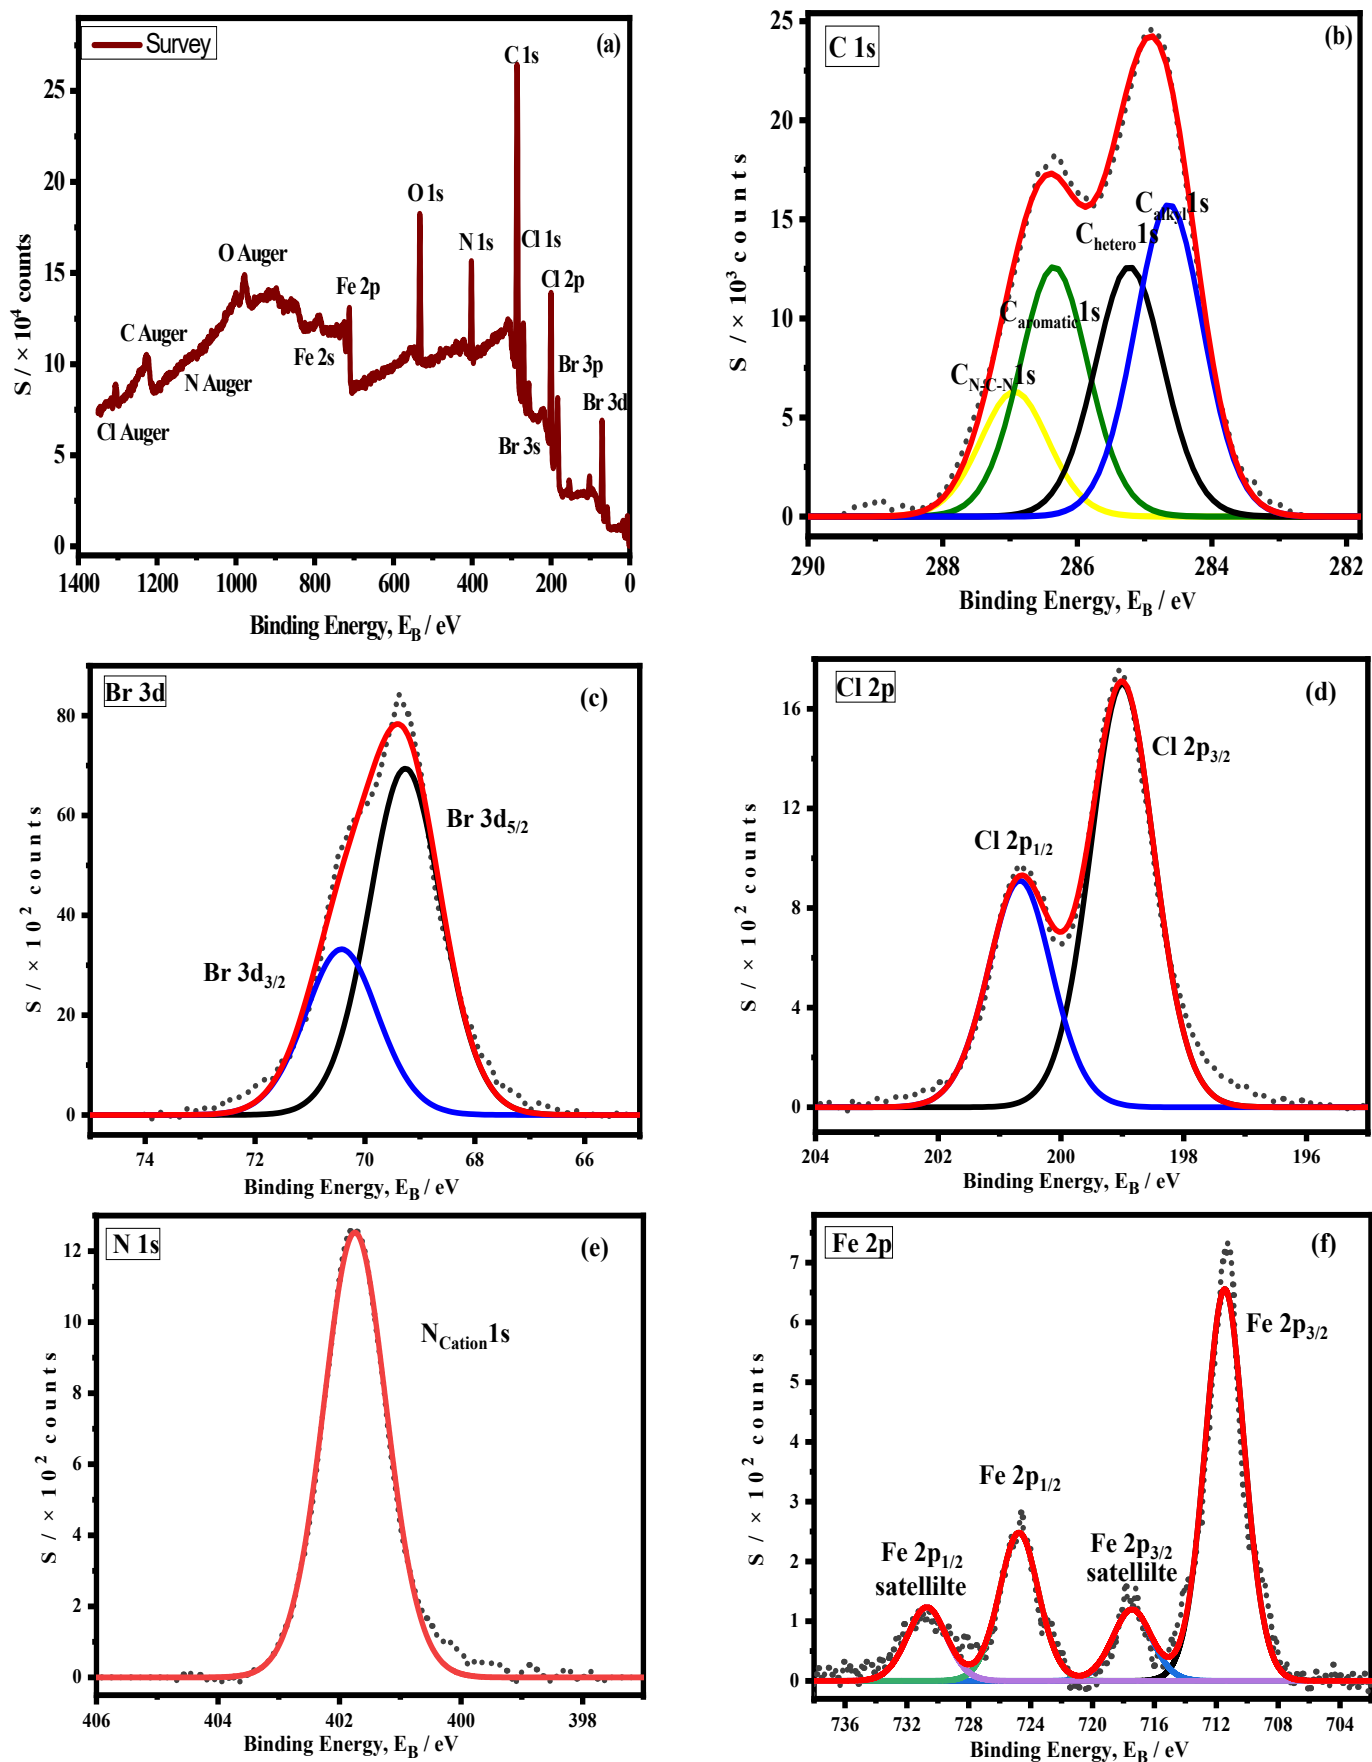 Survey
(a)
C 1s
O 1s
N 1s
Cl 1s
Cl 2p
O Auger
Fe 2p
C Auger
Fe 2s
N Auger
Br 3p
Br 3d
Cl Auger
Br 3s
25
20
15
10
5
0
S / × 10⁴ counts
1400 1200 1000 800 600 400 200 0
Binding Energy, E_B / eV
C 1s
(b)
C_alkyl 1s
C_hetero 1s
C_aromatic 1s
C_N-C-N 1s
25
20
15
10
5
0
S / × 10³ counts
290 288 286 284 282
Binding Energy, E_B / eV
Br 3d
(c)
Br 3d_5/2
Br 3d_3/2
80
60
40
20
0
S / × 10² counts
74 72 70 68 66
Binding Energy, E_B / eV
Cl 2p
(d)
Cl 2p_3/2
Cl 2p_1/2
16
12
8
4
0
S / × 10² counts
204 202 200 198 196
Binding Energy, E_B / eV
N 1s
(e)
N_Cation 1s
12
10
8
6
4
2
0
S / × 10² counts
406 404 402 400 398
Binding Energy, E_B / eV
Fe 2p
(f)
Fe 2p_3/2
Fe 2p_1/2
Fe 2p_3/2
satellilte
Fe 2p_1/2
satellilte
7
6
5
4
3
2
1
0
S / × 10² counts
736 732 728 724 720 716 712 708 704
Binding Energy, E_B / eV